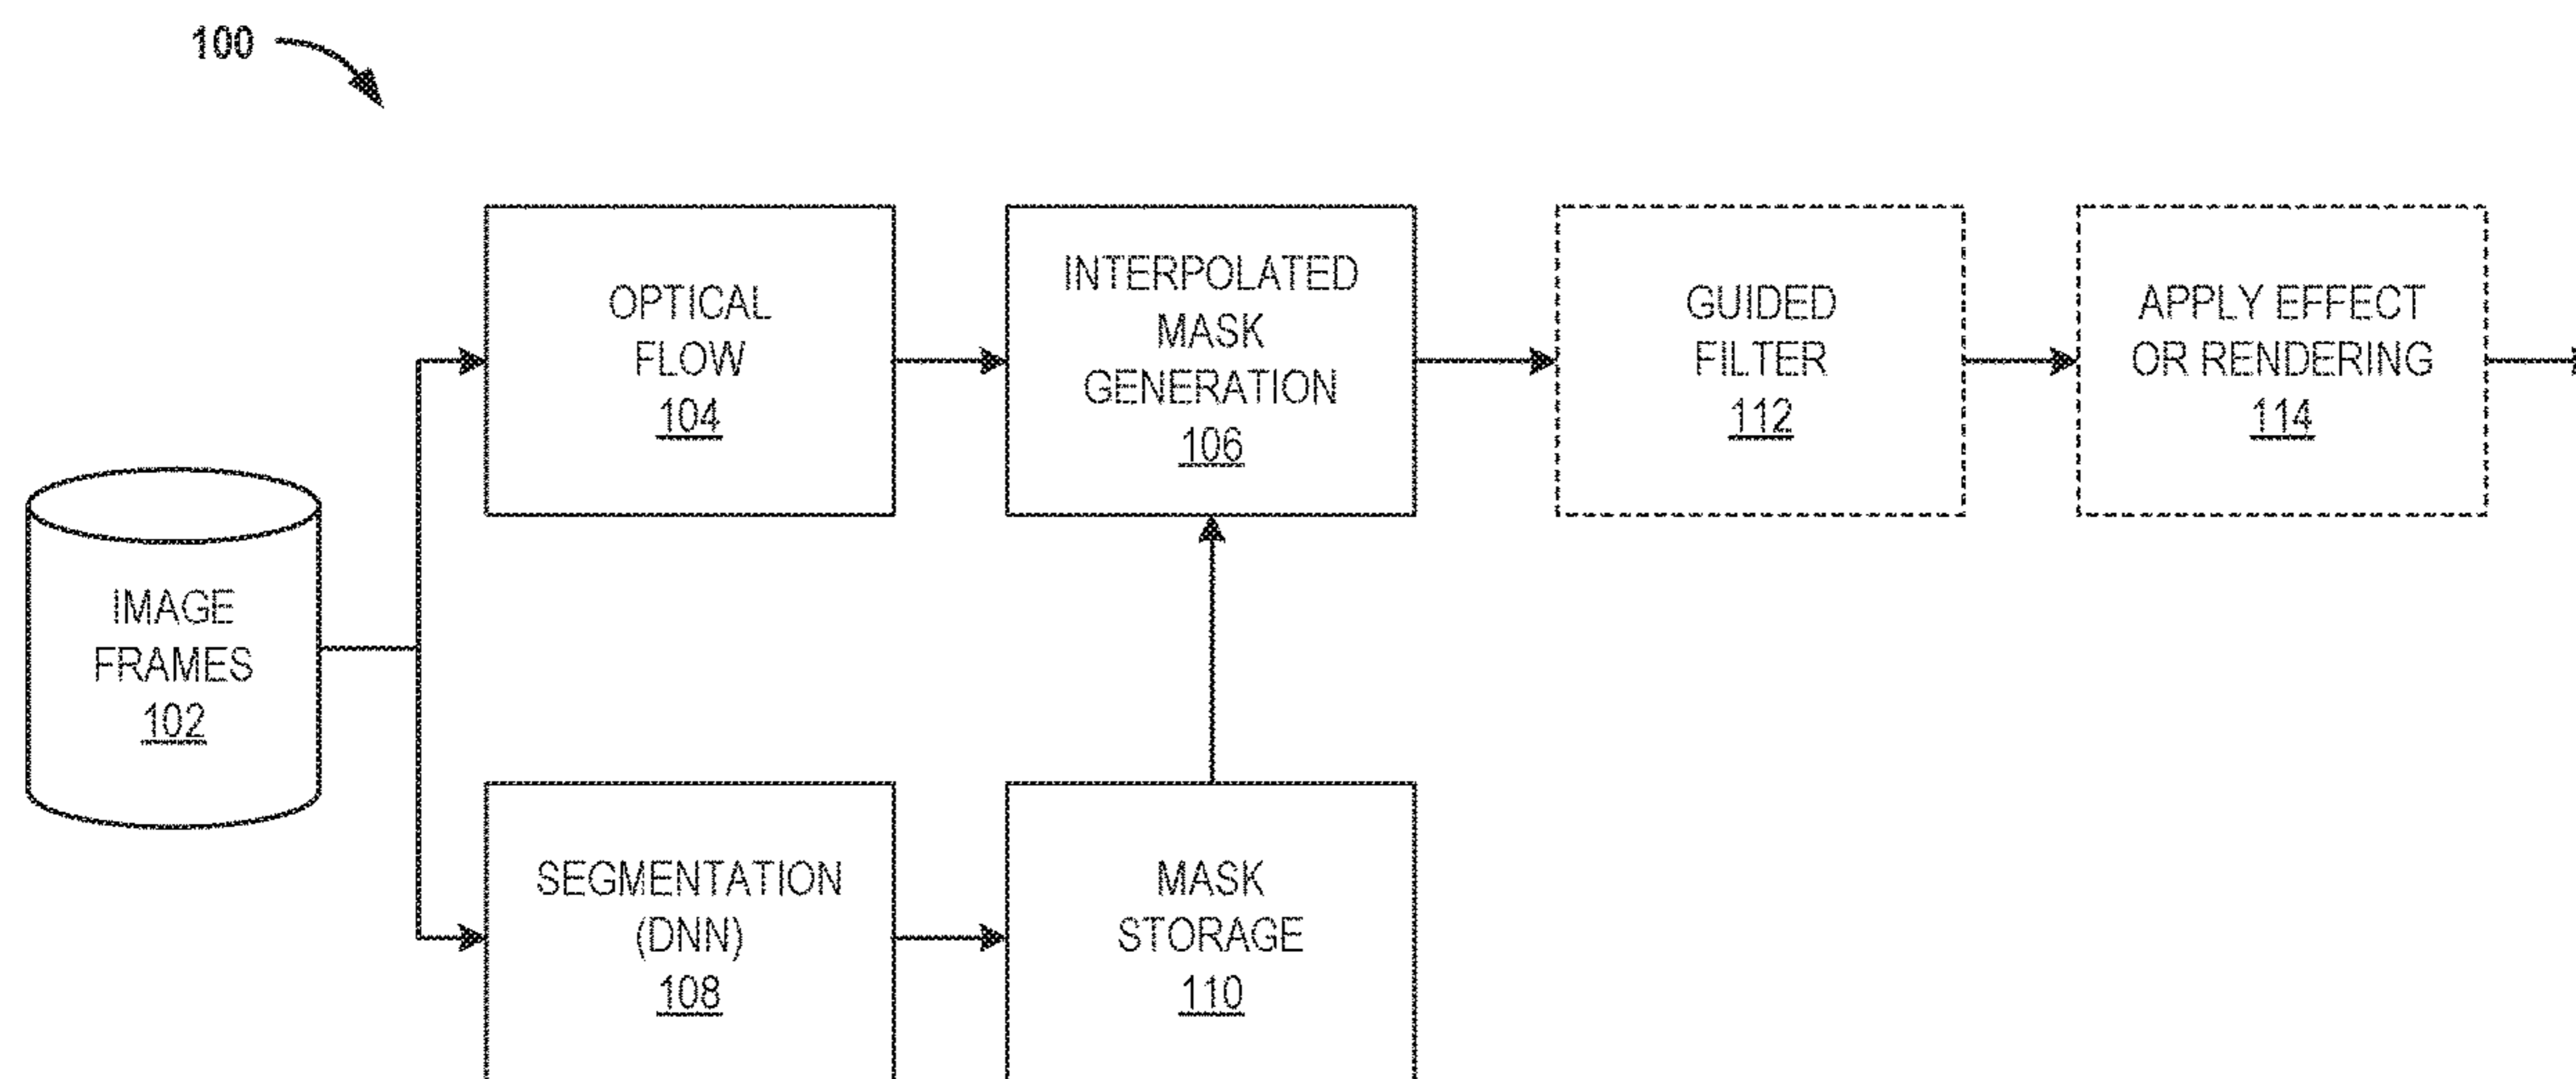 100
OPTICAL
FLOW
104
INTERPOLATED
MASK
GENERATION
106
GUIDED
FILTER
112
APPLY EFFECT
OR RENDERING
114
IMAGE
FRAMES
102
SEGMENTATION
(DNN)
108
MASK
STORAGE
110